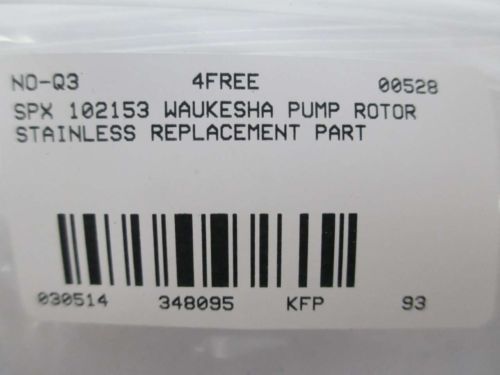 NO-Q3 4FREE 00528
SPX 102153 WAUKESHA PUMP ROTOR
STAINLESS REPLACEMENT PART
030514 348095 KFP 93